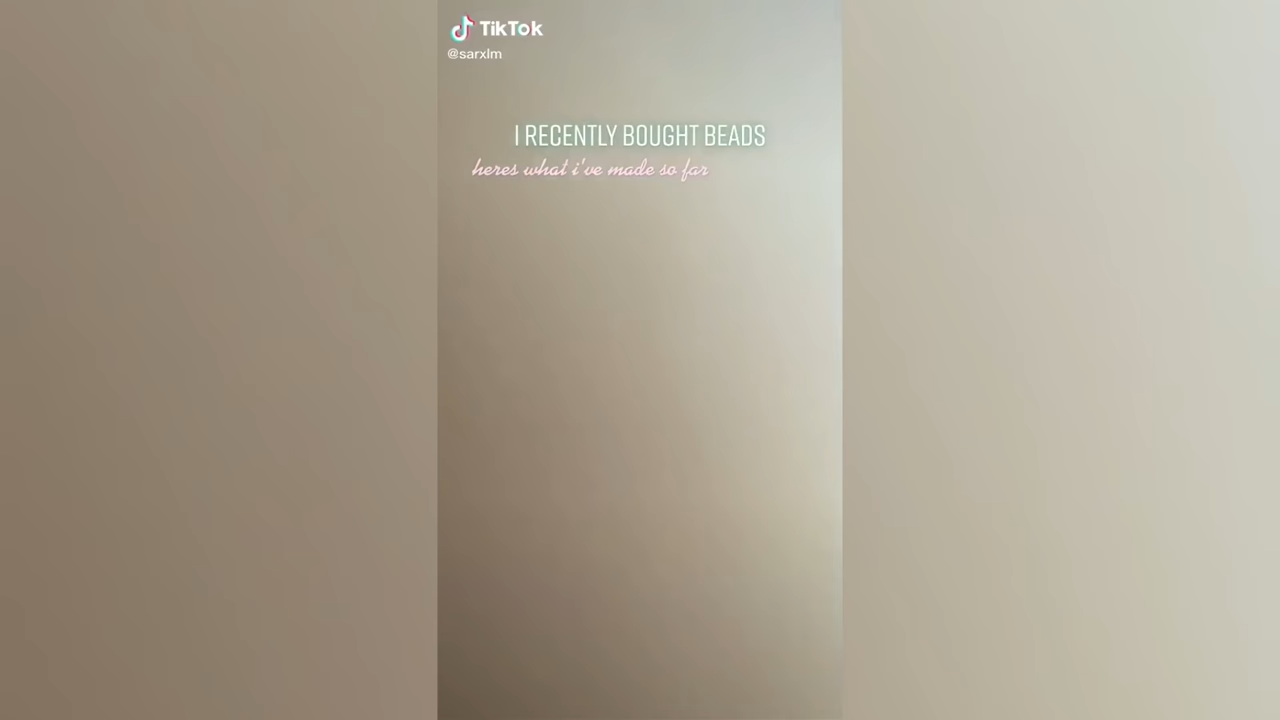 TikTok
@sarxlm
I RECENTLY BOUGHT BEADS
heres what i've made so far